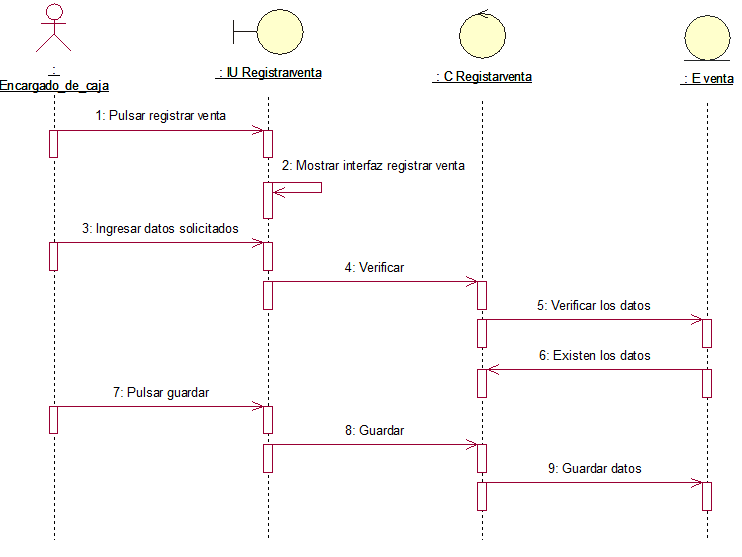 :
Encargado_de_caja
: IU Registrarventa
: C Registarventa
: E venta
1: Pulsar registrar venta
2: Mostrar interfaz registrar venta
3: Ingresar datos solicitados
4: Verificar
5: Verificar los datos
6: Existen los datos
7: Pulsar guardar
8: Guardar
9: Guardar datos